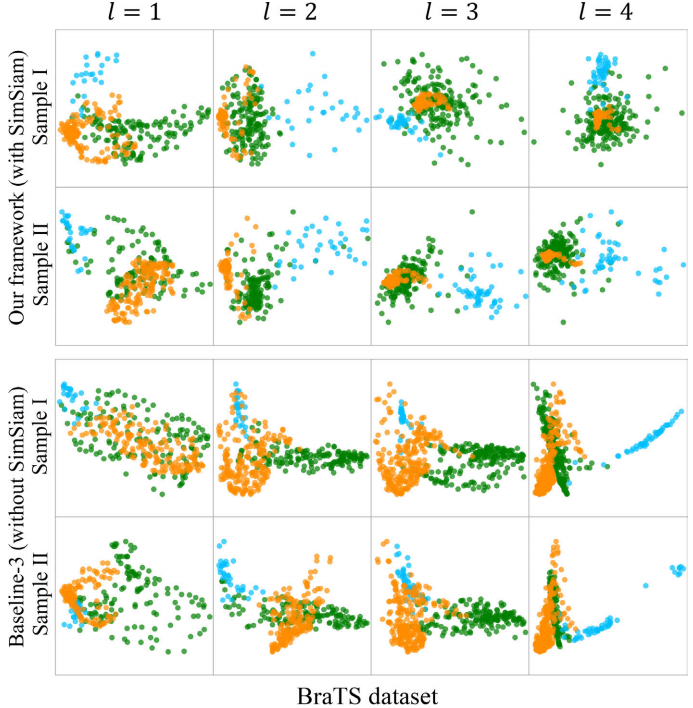 l = 1
l = 2
l = 3
l = 4
Our framework (with SimSiam)
Sample I
Sample II
Baseline-3 (without SimSiam)
Sample I
Sample II
BraTS dataset